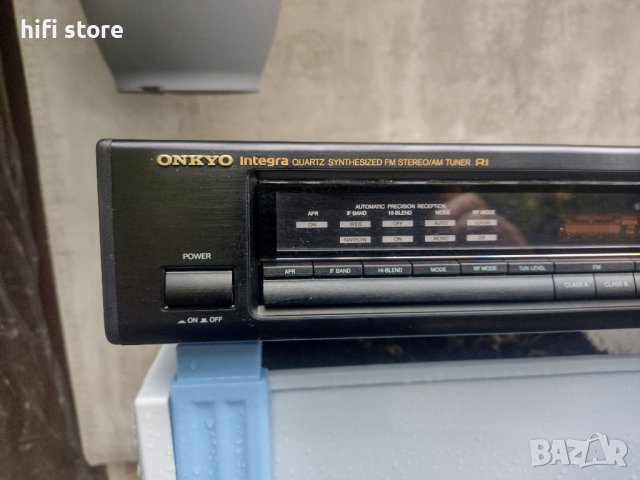 hifi store
ONKYO Integra QUARTZ SYNTHESIZED FM STEREO/AM TUNER RI
AUTOMATIC PRECISION RECEPTION
APR IF BAND HI-BLEND MODE RF MODE
ON WIDE OFF AUTO LOCAL
NARROW ON MONO DX
POWER
APR IF BAND HI-BLEND MODE RF MODE TUN LEVEL FM
CLASS A CLASS B
ON OFF
BAZAR